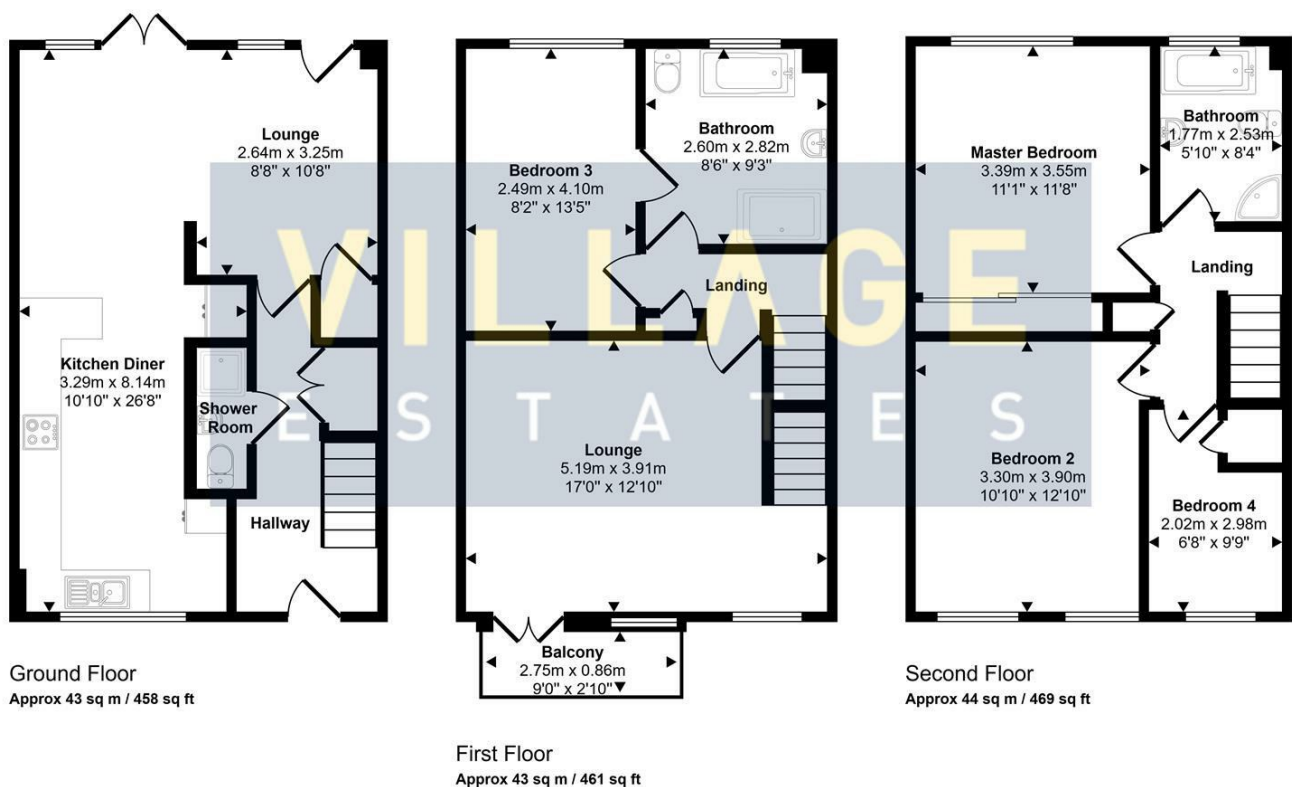 Lounge
2.64m x 3.25m
8'8" x 10'8"
Kitchen Diner
3.29m x 8.14m
10'10" x 26'8"
Shower
Room
Hallway
Ground Floor
Approx 43 sq m / 458 sq ft
Bedroom 3
2.49m x 4.10m
8'2" x 13'5"
Bathroom
2.60m x 2.82m
8'6" x 9'3"
Landing
Lounge
5.19m x 3.91m
17'0" x 12'10"
Balcony
2.75m x 0.86m
9'0" x 2'10"
First Floor
Approx 43 sq m / 461 sq ft
Master Bedroom
3.39m x 3.55m
11'1" x 11'8"
Bathroom
1.77m x 2.53m
5'10" x 8'4"
Landing
Bedroom 2
3.30m x 3.90m
10'10" x 12'10"
Bedroom 4
2.02m x 2.98m
6'8" x 9'9"
Second Floor
Approx 44 sq m / 469 sq ft
VILLAGE
ESTATES